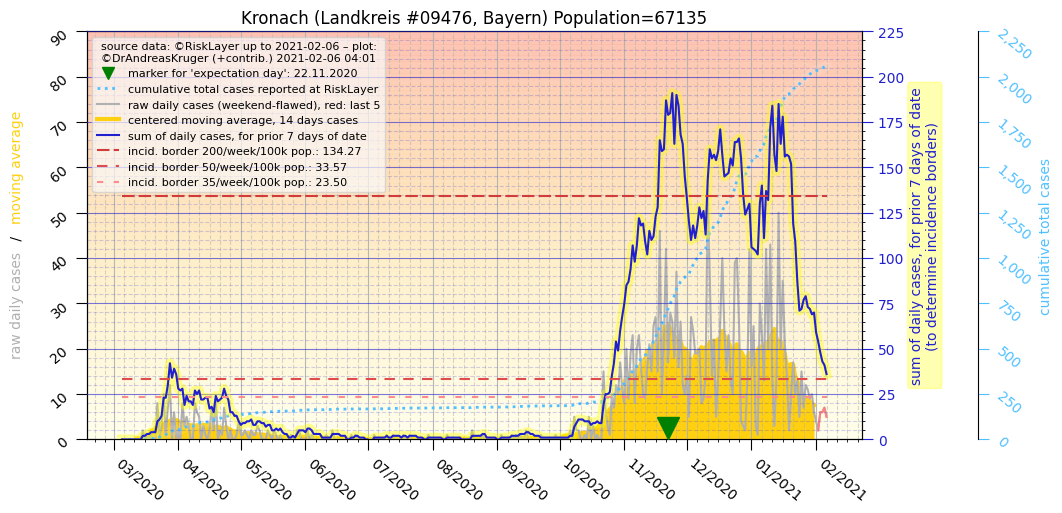 Kronach (Landkreis #09476, Bayern) Population=67135
source data: ©RiskLayer up to 2021-02-06 – plot:
©DrAndreasKruger (+contrib.) 2021-02-06 04:01
marker for 'expectation day': 22.11.2020
cumulative total cases reported at RiskLayer
raw daily cases (weekend-flawed), red: last 5
centered moving average, 14 days cases
sum of daily cases, for prior 7 days of date
incid. border 200/week/100k pop.: 134.27
incid. border 50/week/100k pop.: 33.57
incid. border 35/week/100k pop.: 23.50
raw daily cases / moving average
90
80
70
60
50
40
30
20
10
0
03/2020
04/2020
05/2020
06/2020
07/2020
08/2020
09/2020
10/2020
11/2020
12/2020
01/2021
02/2021
225
200
175
150
125
100
75
50
25
0
sum of daily cases, for prior 7 days of date
(to determine incidence borders)
2,250
2,000
1,750
1,500
1,250
1,000
750
500
250
0
cumulative total cases